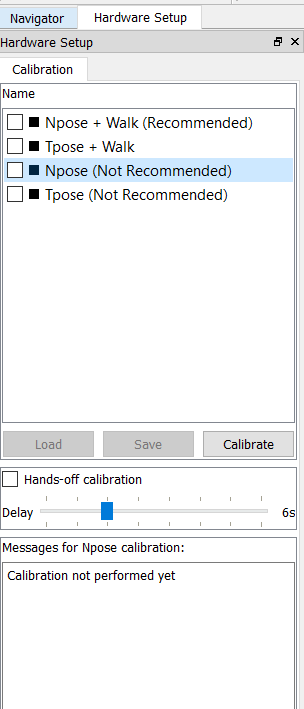 Navigator
Hardware Setup
Hardware Setup
Calibration
Name
Npose + Walk (Recommended)
Tpose + Walk
Npose (Not Recommended)
Tpose (Not Recommended)
Load
Save
Calibrate
Hands-off calibration
Delay
6s
Messages for Npose calibration:
Calibration not performed yet